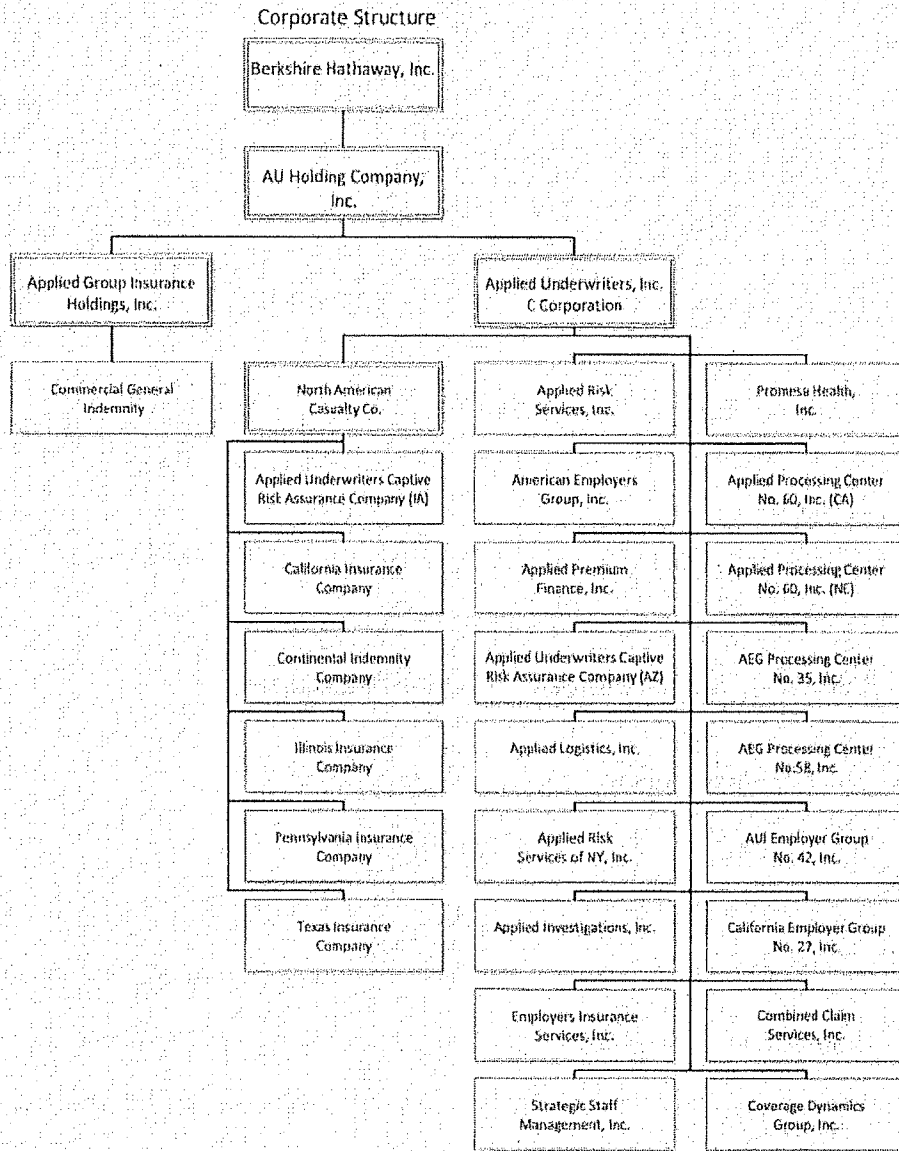 Corporate Structure
Berkshire Hathaway, Inc.
AU Holding Company,
Inc.
Applied Group Insurance
Holdings, Inc.
Applied Underwriters, Inc.
C Corporation
Commercial General
Indemnity
North American
Casualty Co.
Applied Risk
Services, Inc.
Promesa Health,
Inc.
Applied Underwriters Captive
Risk Assurance Company (IA)
American Employers
Group, Inc.
Applied Processing Center
No. 60, Inc. (CA)
California Insurance
Company
Applied Premium
Finance, Inc.
Applied Processing Center
No. 60, Inc. (NE)
Continental Indemnity
Company
Applied Underwriters Captive
Risk Assurance Company (AZ)
AEG Processing Center
No. 35, Inc.
Illinois Insurance
Company
Applied Logistics, Inc.
AEG Processing Center
No.58, Inc.
Pennsylvania Insurance
Company
Applied Risk
Services of NY, Inc.
AUI Employer Group
No. 42, Inc.
Texas Insurance
Company
Applied Investigations, Inc.
California Employer Group
No. 27, Inc.
Employers Insurance
Services, Inc.
Combined Claim
Services, Inc.
Strategic Staff
Management, Inc.
Coverage Dynamics
Group, Inc.